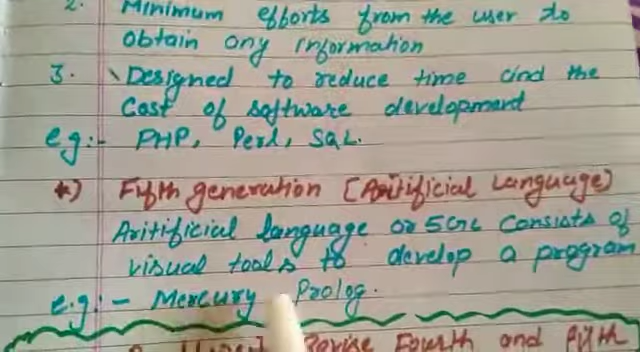 2. Minimum efforts from the user to
obtain any information
3. Designed to reduce time and the
Cost of software development
eg:- PHP, Perl, SQL.
*) Fifth generation [Aritificial Language)
Aritificial language or 5GL Consists of
visual tools to develop a program
e.g:- Mercury Prolog.
Revise Fourth and Fifth